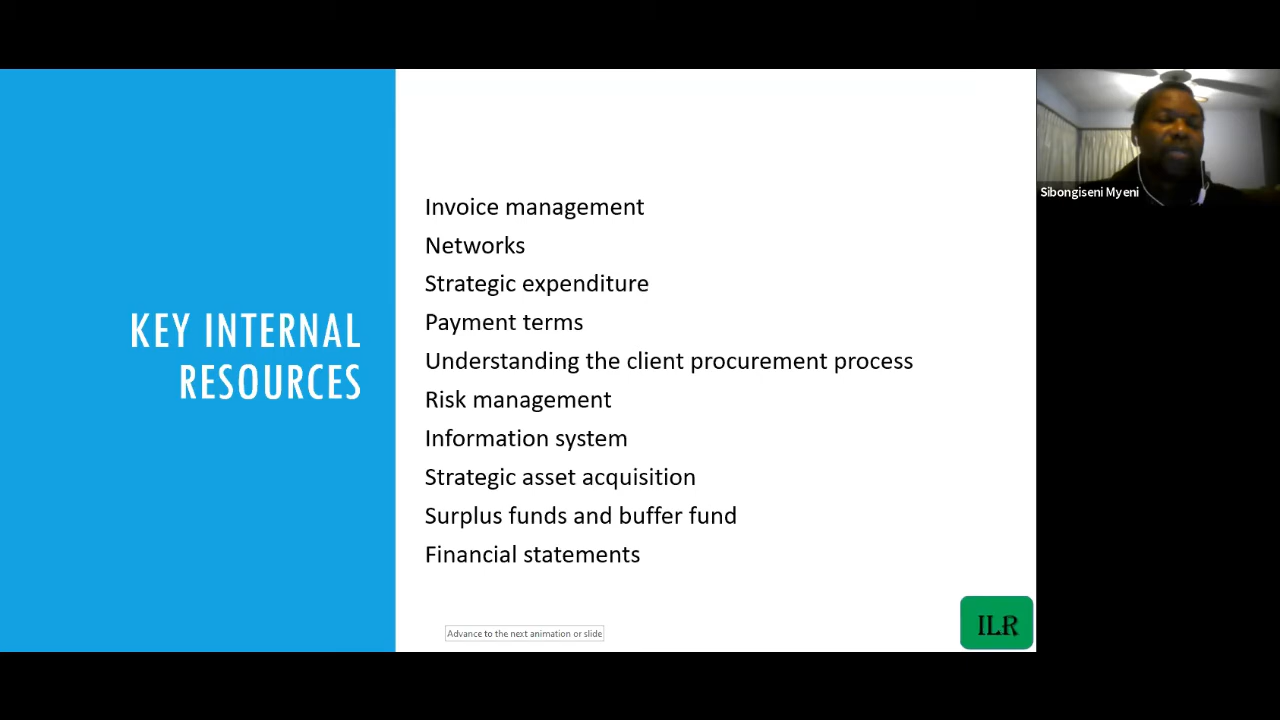 KEY INTERNAL
RESOURCES
Invoice management
Networks
Strategic expenditure
Payment terms
Understanding the client procurement process
Risk management
Information system
Strategic asset acquisition
Surplus funds and buffer fund
Financial statements
Advance to the next animation or slide
ILR
Sibongiseni Myeni